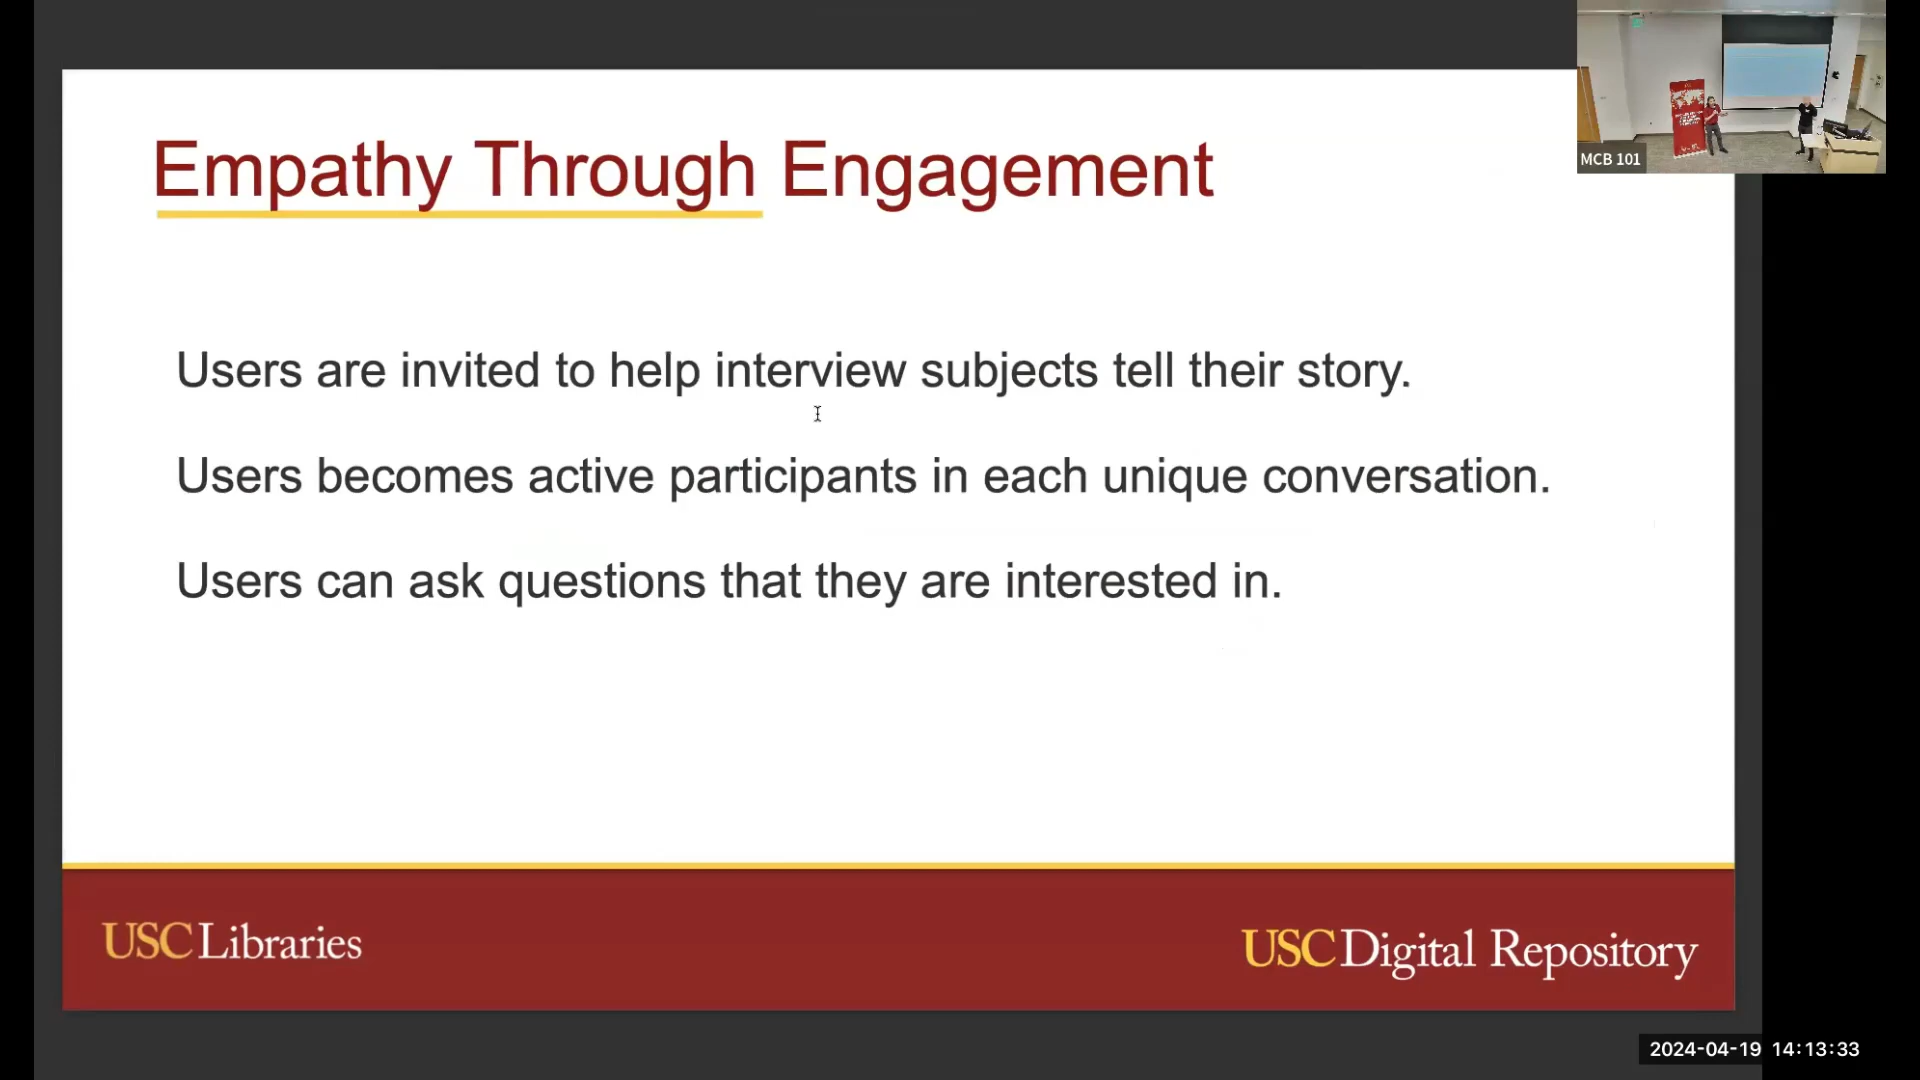 Empathy Through Engagement
Users are invited to help interview subjects tell their story.
Users becomes active participants in each unique conversation.
Users can ask questions that they are interested in.
USC Libraries
USC Digital Repository
MCB 101
2024-04-19 14:13:33